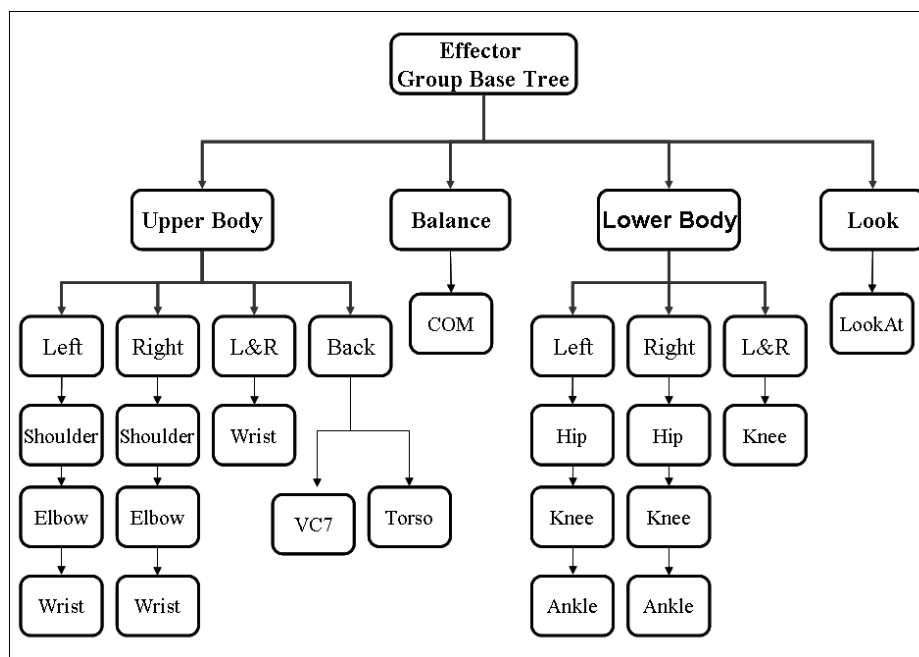 Effector
Group Base Tree
Upper Body
Balance
Lower Body
Look
Left
Right
L&R
Back
COM
Left
Right
L&R
LookAt
Shoulder
Shoulder
Wrist
Hip
Hip
Knee
Elbow
Elbow
VC7
Torso
Knee
Knee
Wrist
Wrist
Ankle
Ankle